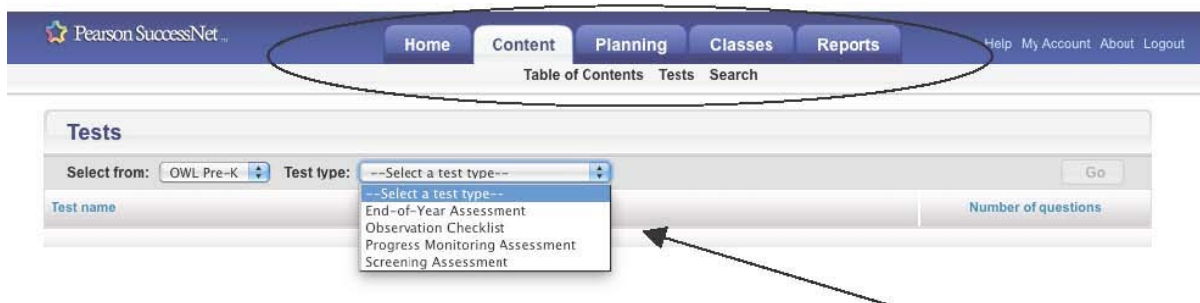 Pearson SuccessNet™
Home Content Planning Classes Reports
Help My Account About Logout
Table of Contents Tests Search
Tests
Select from: OWL Pre-K Test type: --Select a test type-- Go
--Select a test type--
Test name Number of questions
End-of-Year Assessment
Observation Checklist
Progress Monitoring Assessment
Screening Assessment